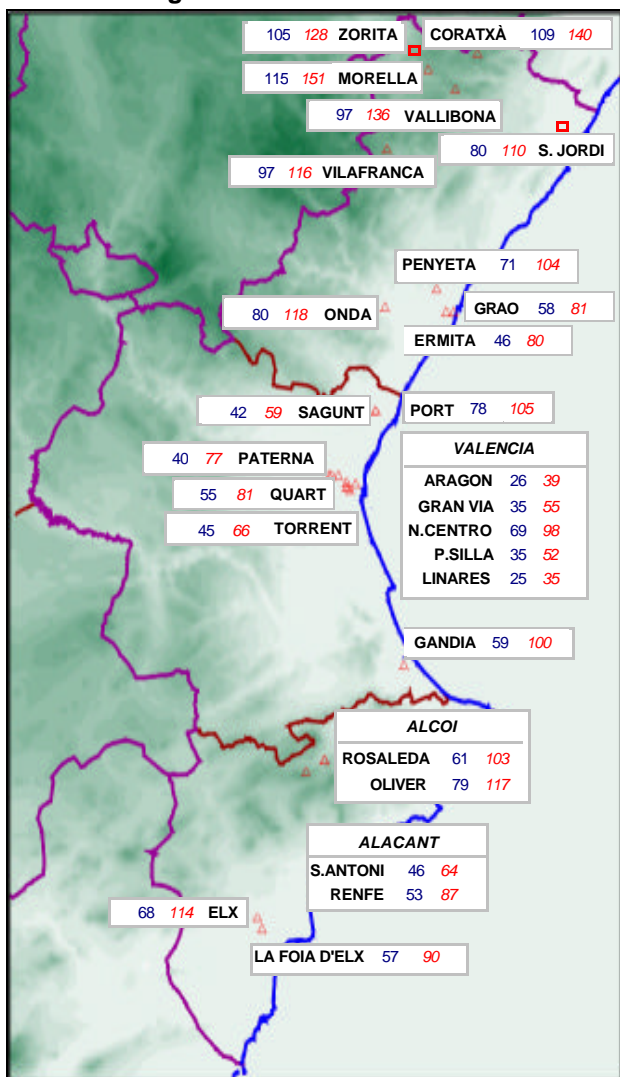 105 128 ZORITA
CORATXÀ 109 140
115 151 MORELLA
97 136 VALLIBONA
80 110 S. JORDI
97 116 VILAFRANCA
PENYETA 71 104
80 118 ONDA
GRAO 58 81
ERMITA 46 80
42 59 SAGUNT
PORT 78 105
40 77 PATERNA
55 81 QUART
45 66 TORRENT
VALENCIA
ARAGON 26 39
GRAN VIA 35 55
N.CENTRO 69 98
P.SILLA 35 52
LINARES 25 35
GANDIA 59 100
ALCOI
ROSALEDA 61 103
OLIVER 79 117
ALACANT
S.ANTONI 46 64
RENFE 53 87
68 114 ELX
LA FOIA D'ELX 57 90